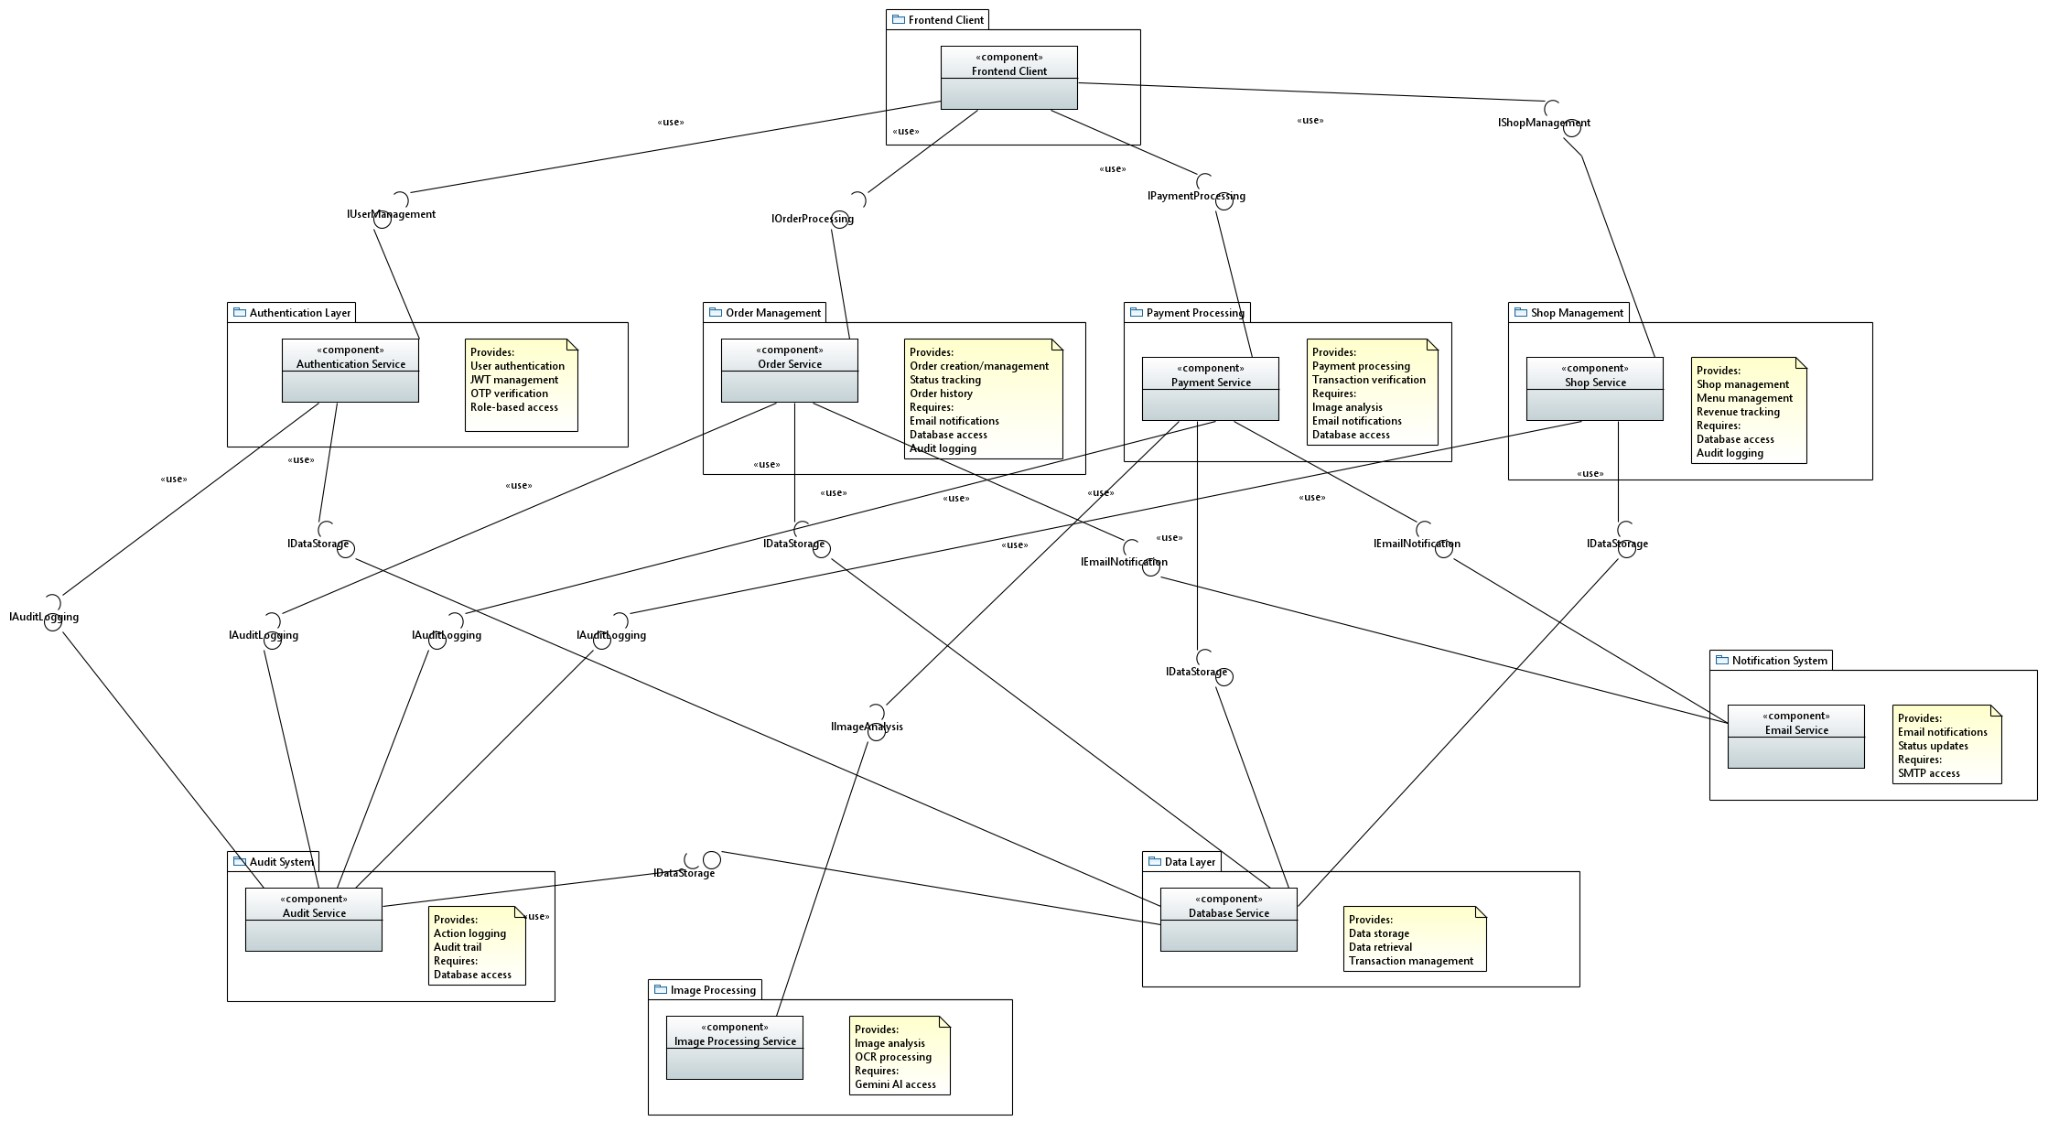 Frontend Client
«component»
Frontend Client
«use»
«use»
«use»
«use»
IShopManagement
IUserManagement
IOrderProcessing
IPaymentProcessing
Authentication Layer
«component»
Authentication Service
Provides:
User authentication
JWT management
OTP verification
Role-based access
Order Management
«component»
Order Service
Provides:
Order creation/management
Status tracking
Order history
Requires:
Email notifications
Database access
Audit logging
Payment Processing
«component»
Payment Service
Provides:
Payment processing
Transaction verification
Requires:
Image analysis
Email notifications
Database access
Shop Management
«component»
Shop Service
Provides:
Shop management
Menu management
Revenue tracking
Requires:
Database access
Audit logging
«use»
«use»
«use»
«use»
«use»
«use»
«use»
«use»
«use»
«use»
«use»
IDataStorage
IDataStorage
IEmailNotification
IEmailNotification
IDataStorage
IAuditLogging
IAuditLogging
IAuditLogging
IAuditLogging
IDataStorage
IImageAnalysis
Notification System
«component»
Email Service
Provides:
Email notifications
Status updates
Requires:
SMTP access
Audit System
«component»
Audit Service
Provides:
Action logging
Audit trail
Requires:
Database access
«use»
IDataStorage
Data Layer
«component»
Database Service
Provides:
Data storage
Data retrieval
Transaction management
Image Processing
«component»
Image Processing Service
Provides:
Image analysis
OCR processing
Requires:
Gemini AI access